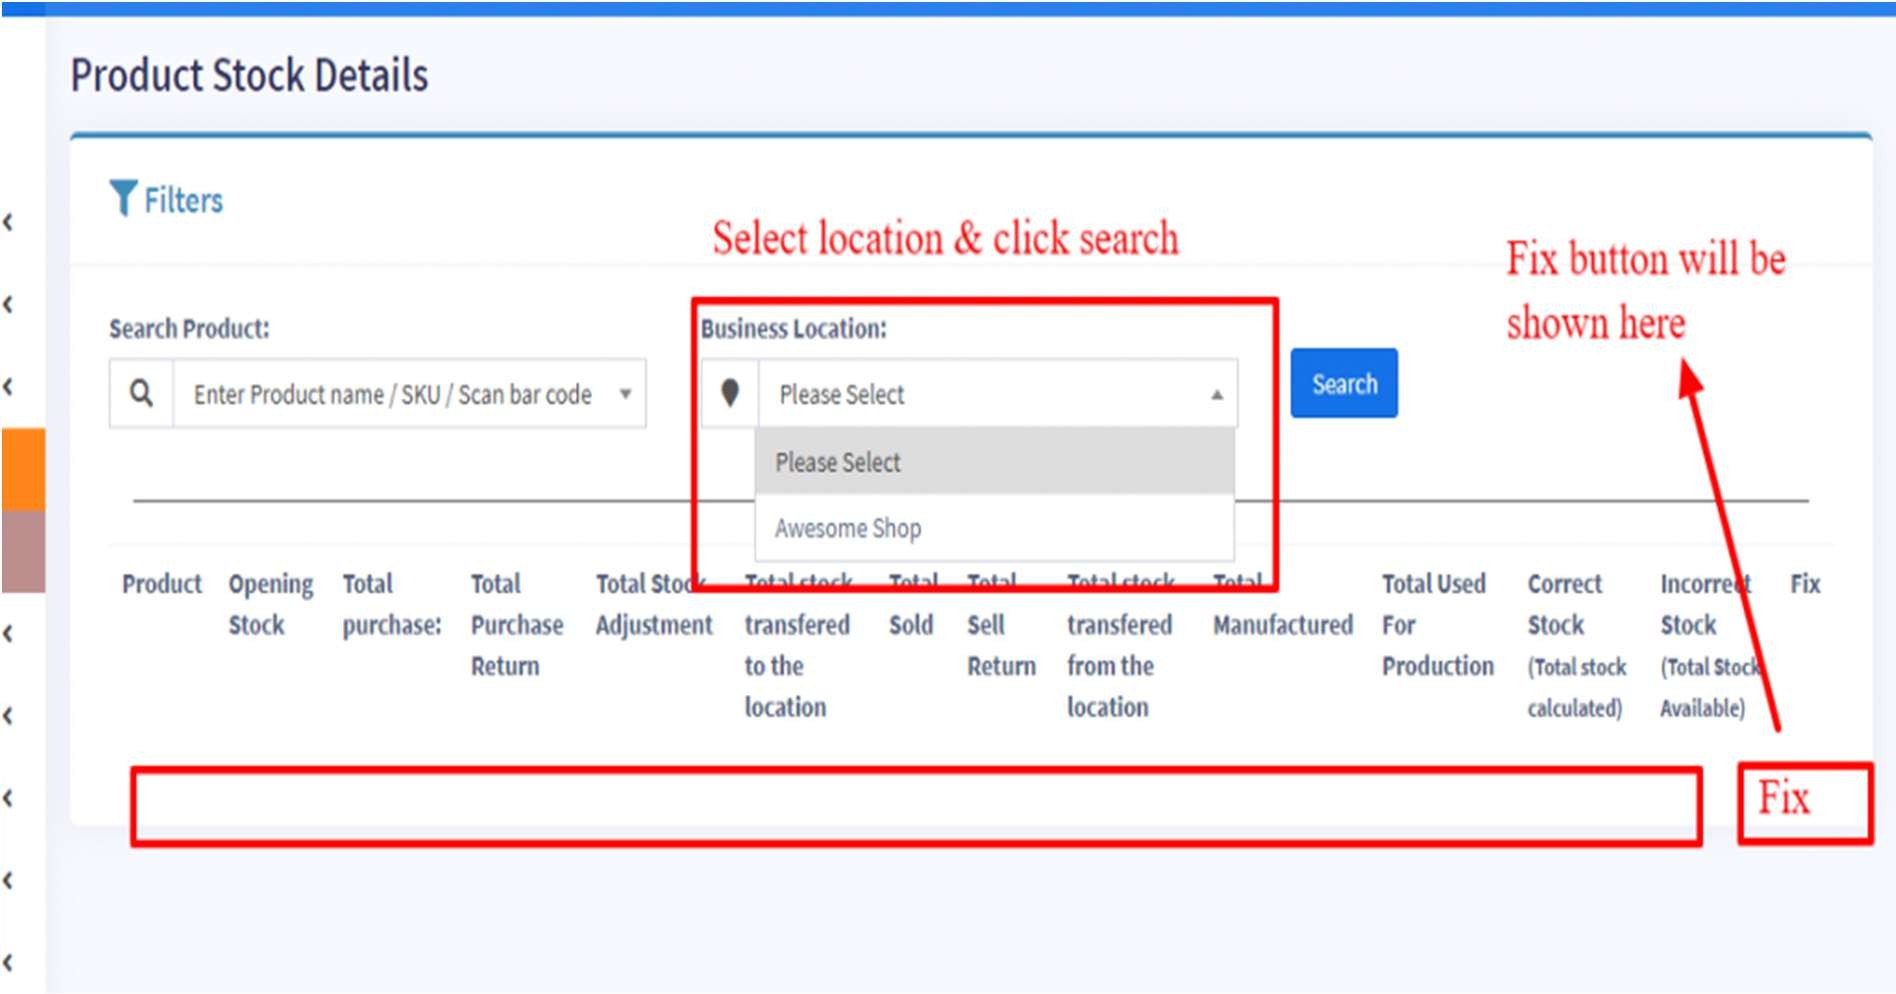 Product Stock Details
Filters
Select location & click search
Fix button will be
shown here
Search Product:
Business Location:
Enter Product name / SKU / Scan bar code
Please Select
Search
Please Select
Awesome Shop
Product
Opening
Stock
Total
purchase:
Total
Purchase
Return
Total Stock
Adjustment
Total stock
transfered
to the
location
Total
Sold
Total
Sell
Return
Total stock
transfered
from the
location
Total
Manufactured
Total Used
For
Production
Correct
Stock
(Total stock
calculated)
Incorrect
Stock
(Total Stock
Available)
Fix
Fix